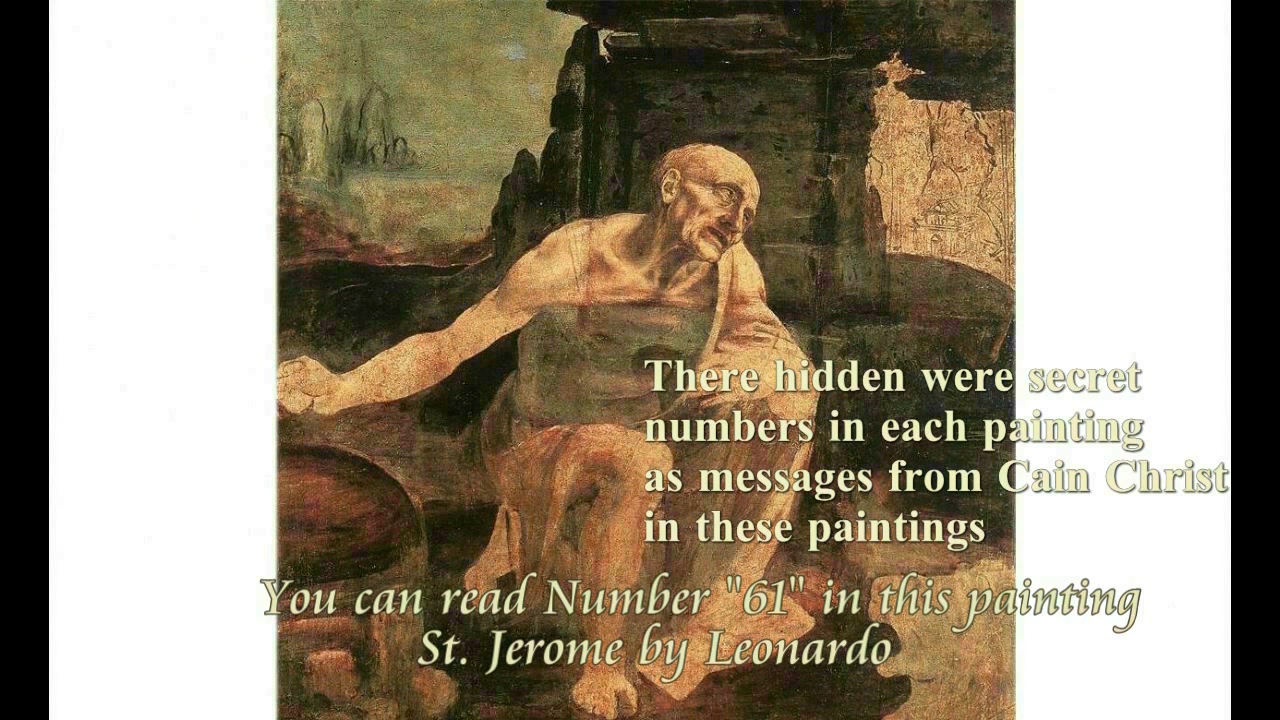 There hidden were secret
numbers in each painting
as messages from Cain Christ
in these paintings
You can read Number "61" in this painting
St. Jerome by Leonardo